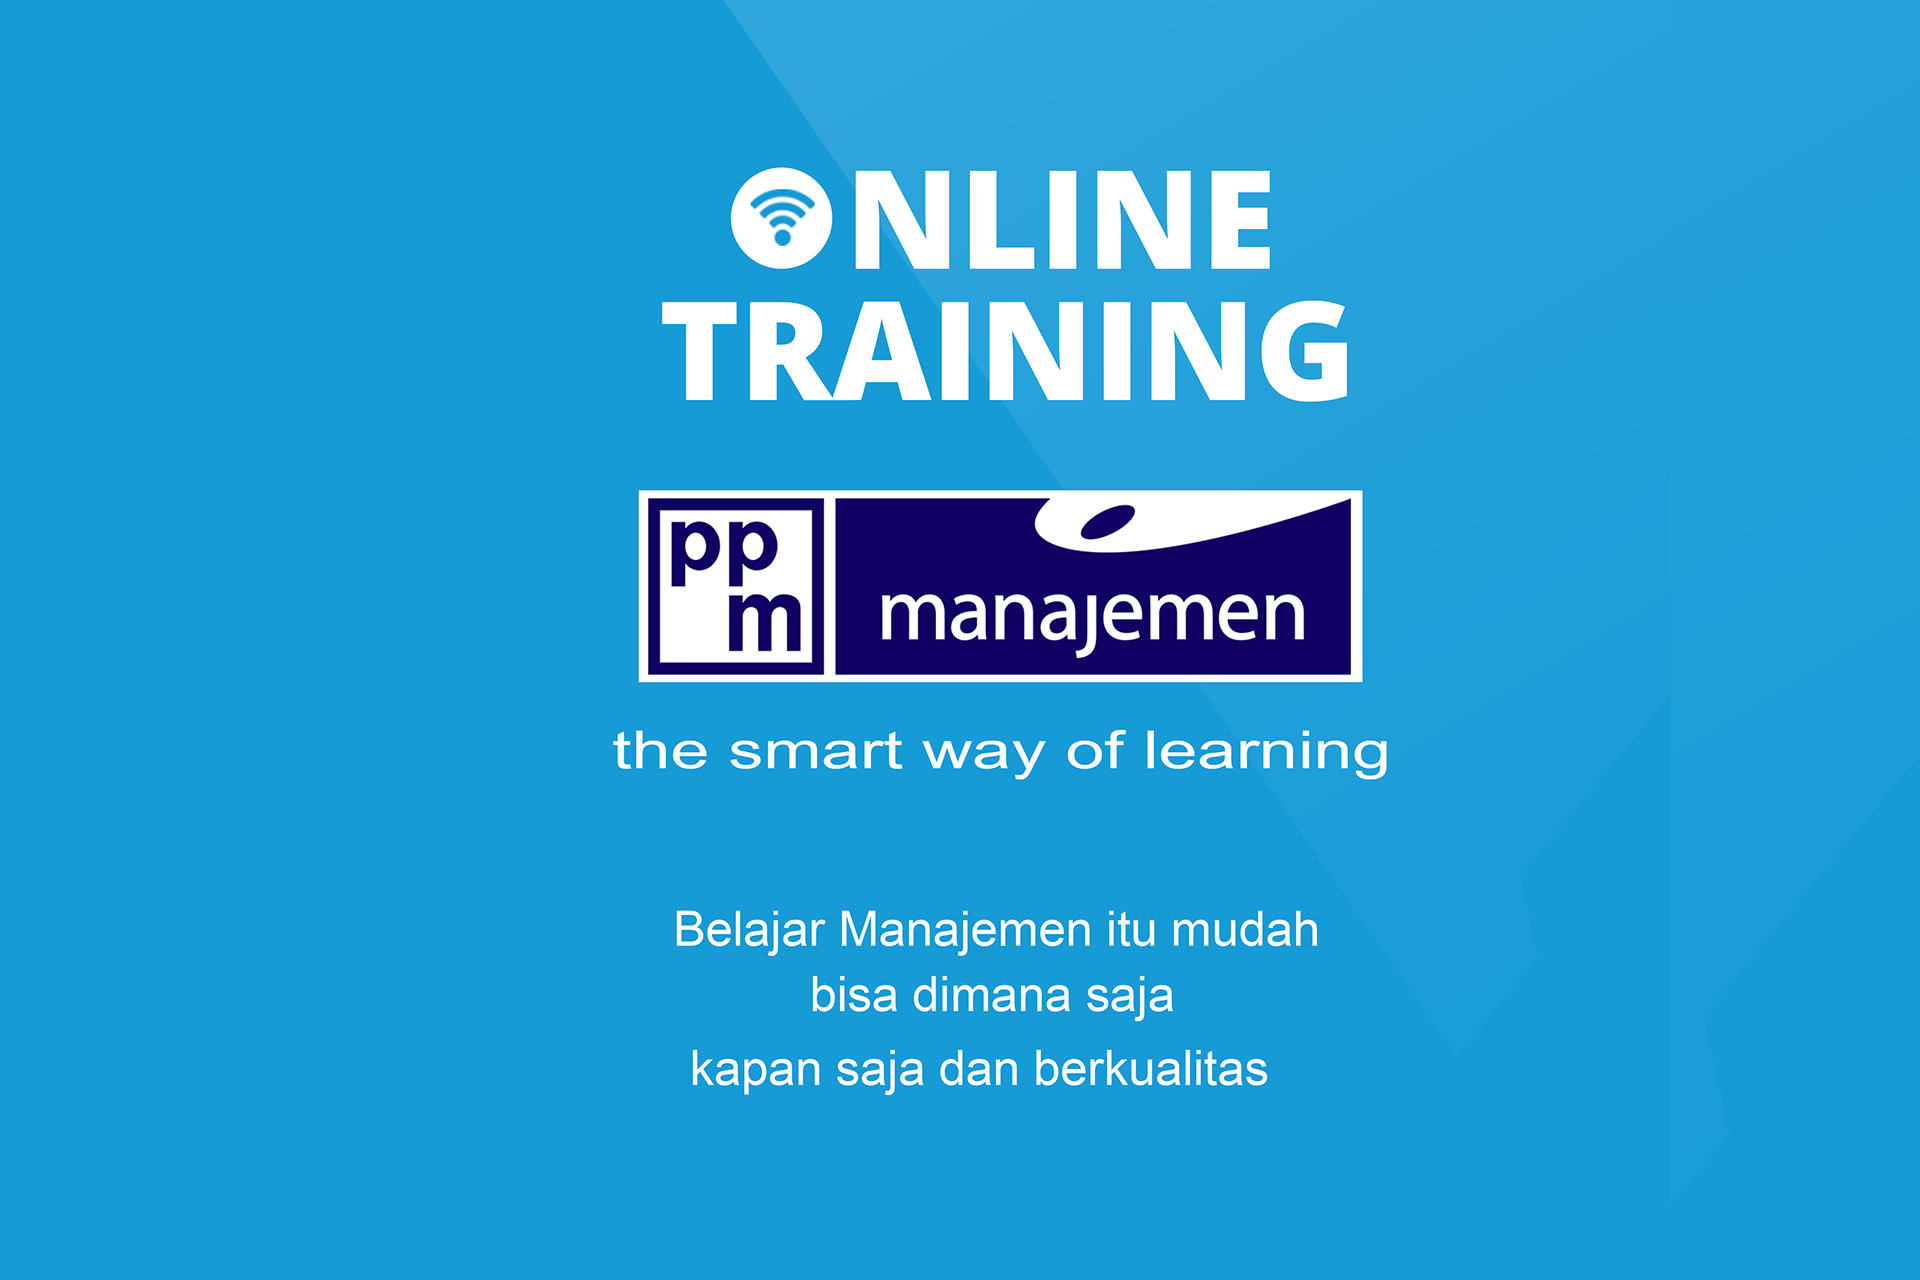 ONLINE
TRAINING
pp
m
manajemen
the smart way of learning
Belajar Manajemen itu mudah
bisa dimana saja
kapan saja dan berkualitas